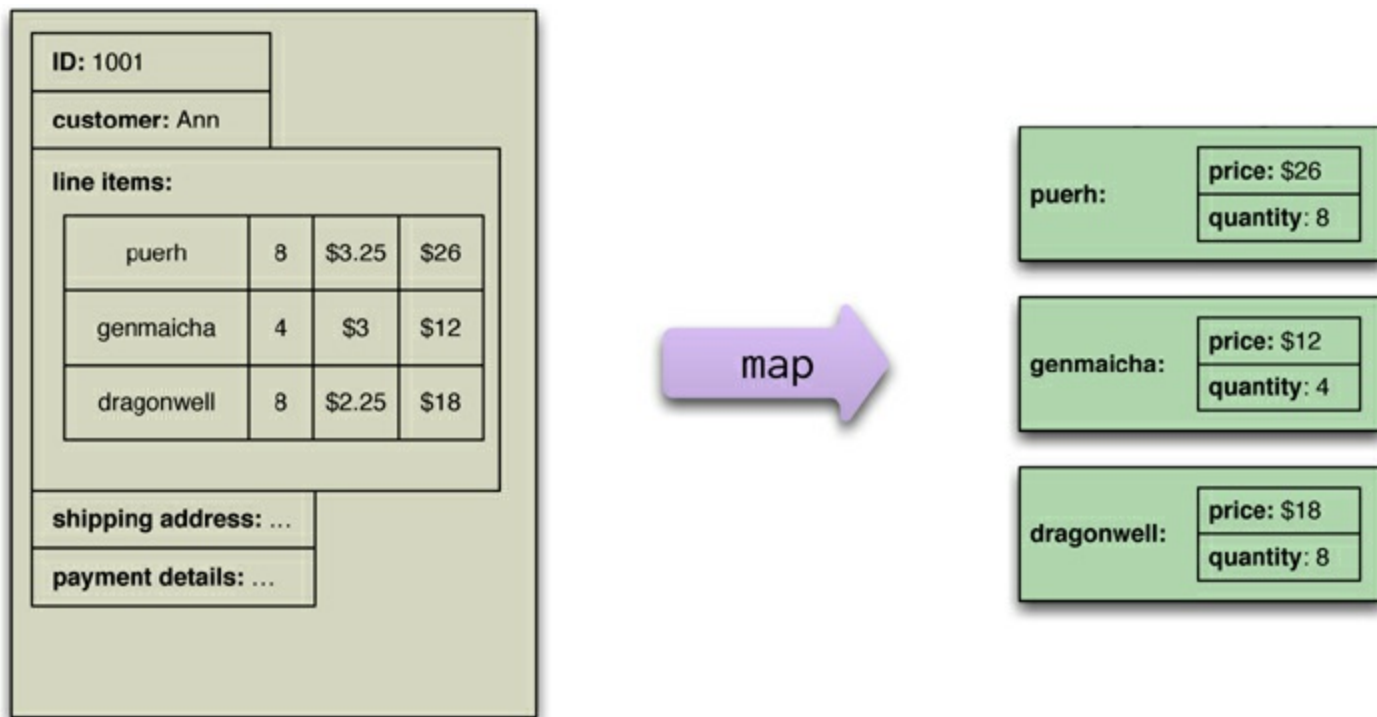 ID: 1001
customer: Ann
line items:
puerh 8 $3.25 $26
genmaicha 4 $3 $12
dragonwell 8 $2.25 $18
shipping address: ...
payment details: ...
map
puerh:
price: $26
quantity: 8
genmaicha:
price: $12
quantity: 4
dragonwell:
price: $18
quantity: 8